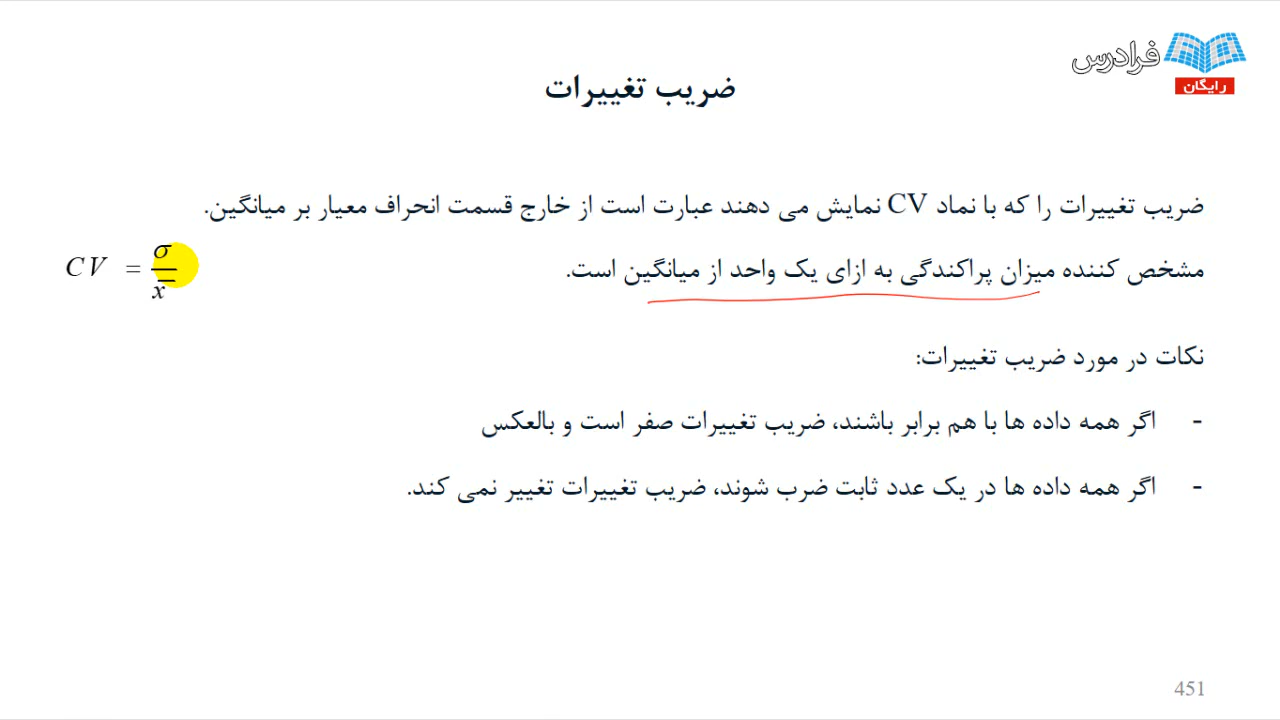 فرادرس
رایگان
ضریب تغییرات
ضریب تغییرات را که با نماد CV نمایش می دهند عبارت است از خارج قسمت انحراف معیار بر میانگین.
مشخص کننده میزان پراکندگی به ازای یک واحد از میانگین است.
CV = σ / x̄
نکات در مورد ضریب تغییرات:
- اگر همه داده ها با هم برابر باشند، ضریب تغییرات صفر است و بالعکس
- اگر همه داده ها در یک عدد ثابت ضرب شوند، ضریب تغییرات تغییر نمی کند.
451